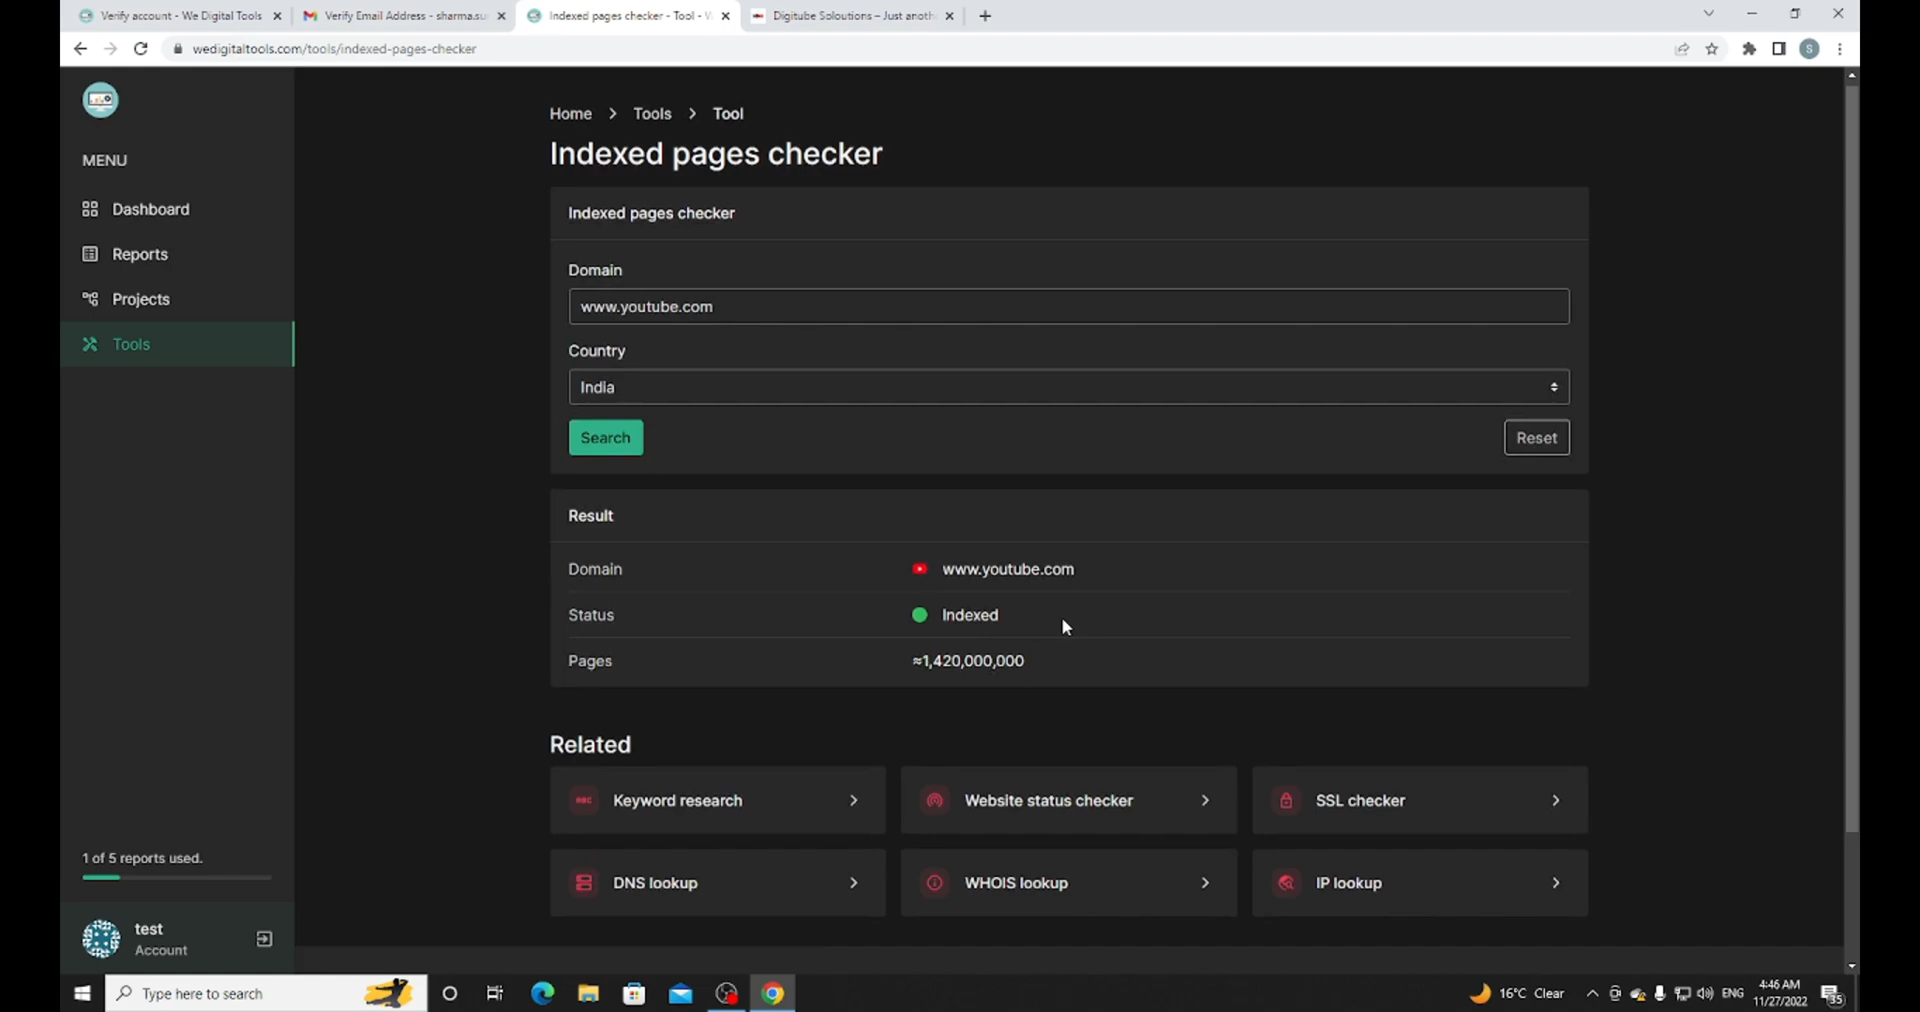 Verify account - We Digital Tools
Verify Email Address - sharma.su
Indexed pages checker - Tool - W
Digitube Soloutions – Just anoth
wedigitaltools.com/tools/indexed-pages-checker
S
MENU
Dashboard
Reports
Projects
Tools
1 of 5 reports used.
test
Account
Home > Tools > Tool
Indexed pages checker
Indexed pages checker
Domain
www.youtube.com
Country
India
Search
Reset
Result
Domain www.youtube.com
Status Indexed
Pages ≈1,420,000,000
Related
Keyword research
Website status checker
SSL checker
DNS lookup
WHOIS lookup
IP lookup
Type here to search
16°C Clear
ENG
4:46 AM
11/27/2022
35